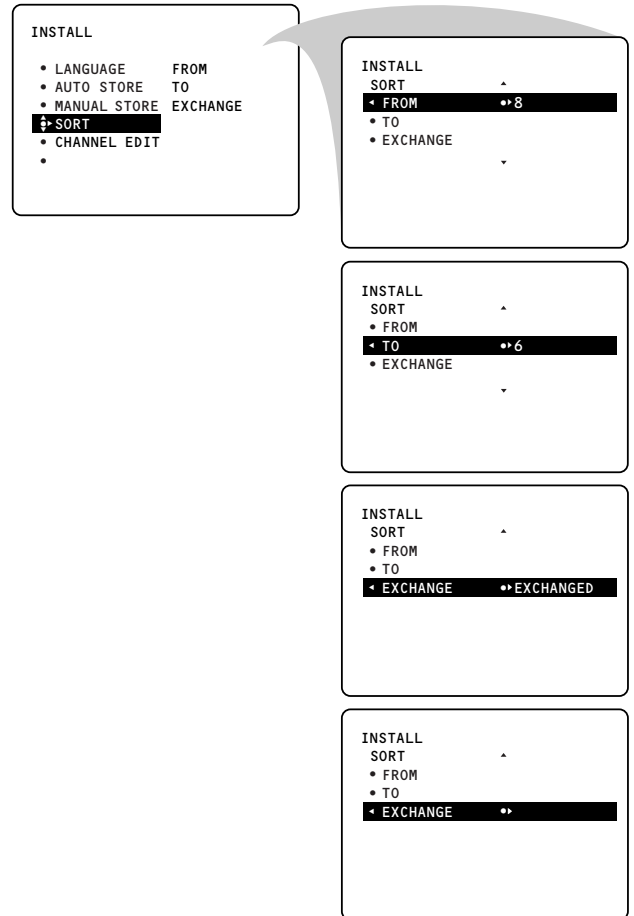 INSTALL
• LANGUAGE FROM
• AUTO STORE TO
• MANUAL STORE EXCHANGE
SORT
• CHANNEL EDIT
•
INSTALL
SORT
FROM 8
• TO
• EXCHANGE
INSTALL
SORT
• FROM
TO 6
• EXCHANGE
INSTALL
SORT
• FROM
• TO
EXCHANGE EXCHANGED
INSTALL
SORT
• FROM
• TO
EXCHANGE